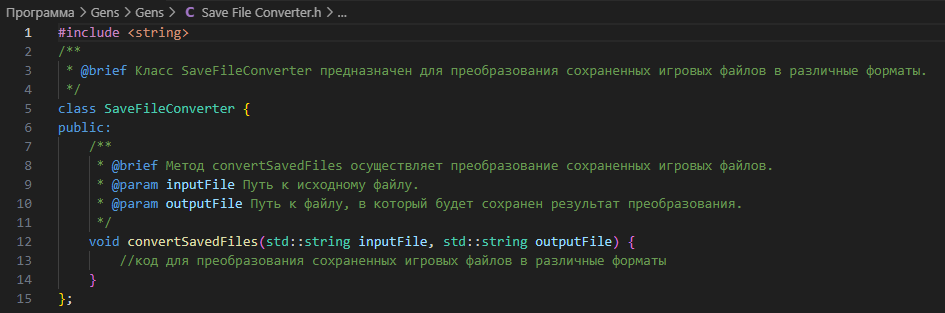 Программа > Gens > Gens > C Save File Converter.h > ...
1 #include <string>
2 /**
3  * @brief Класс SaveFileConverter предназначен для преобразования сохраненных игровых файлов в различные форматы.
4  */
5 class SaveFileConverter {
6 public:
7     /**
8      * @brief Метод convertSavedFiles осуществляет преобразование сохраненных игровых файлов.
9      * @param inputFile Путь к исходному файлу.
10      * @param outputFile Путь к файлу, в который будет сохранен результат преобразования.
11      */
12     void convertSavedFiles(std::string inputFile, std::string outputFile) {
13         //код для преобразования сохраненных игровых файлов в различные форматы
14     }
15 };